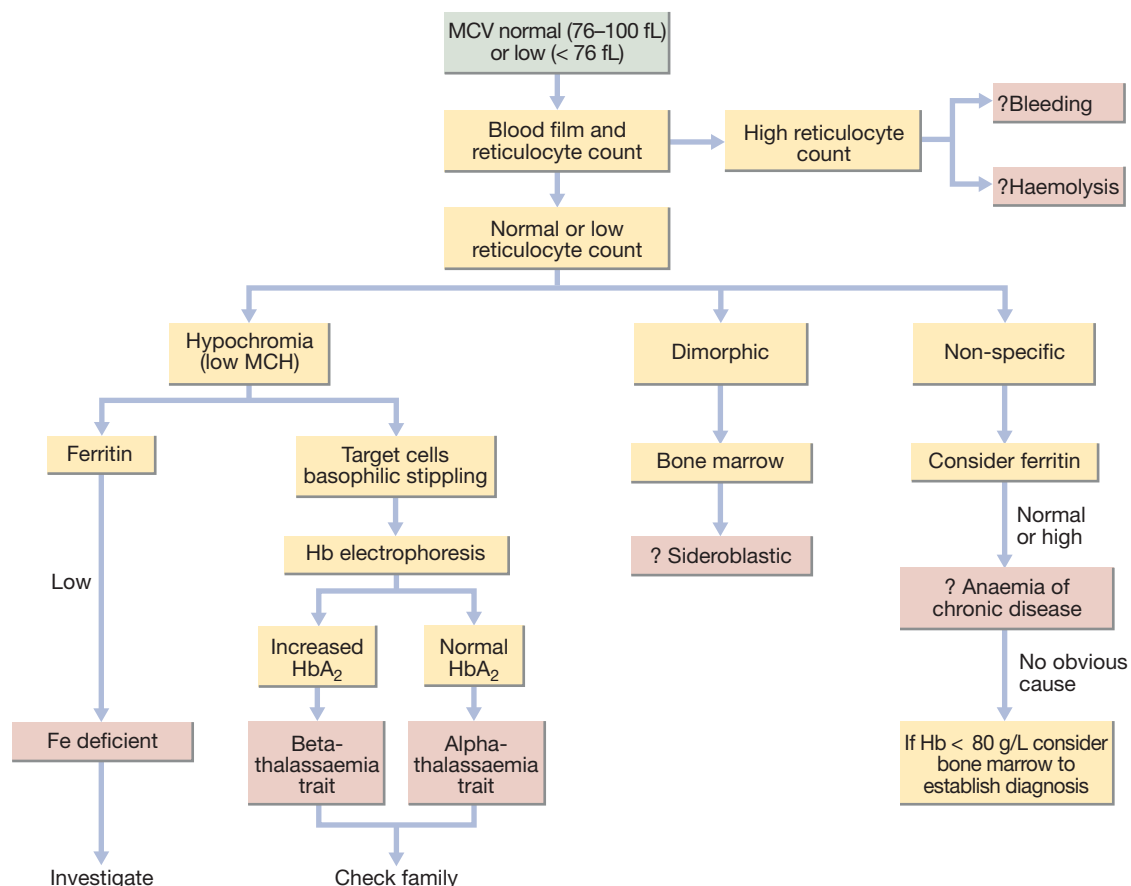 MCV normal (76–100 fL)
or low (< 76 fL)
Blood film and
reticulocyte count
High reticulocyte
count
?Bleeding
?Haemolysis
Normal or low
reticulocyte count
Hypochromia
(low MCH)
Dimorphic
Non-specific
Ferritin
Target cells
basophilic stippling
Bone marrow
Consider ferritin
Normal
or high
Hb electrophoresis
? Sideroblastic
Low
? Anaemia of
chronic disease
Increased
HbA₂
Normal
HbA₂
No obvious
cause
Fe deficient
Beta-
thalassaemia
trait
Alpha-
thalassaemia
trait
If Hb < 80 g/L consider
bone marrow to
establish diagnosis
Investigate
Check family